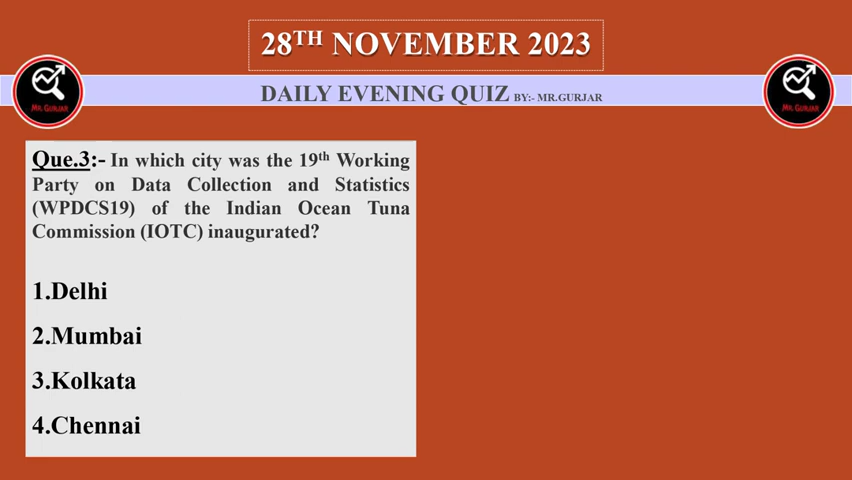 28TH NOVEMBER 2023
DAILY EVENING QUIZ BY:- MR.GURJAR
MR. GURJAR
MR. GURJAR
Que.3:- In which city was the 19th Working
Party on Data Collection and Statistics
(WPDCS19) of the Indian Ocean Tuna
Commission (IOTC) inaugurated?
1.Delhi
2.Mumbai
3.Kolkata
4.Chennai